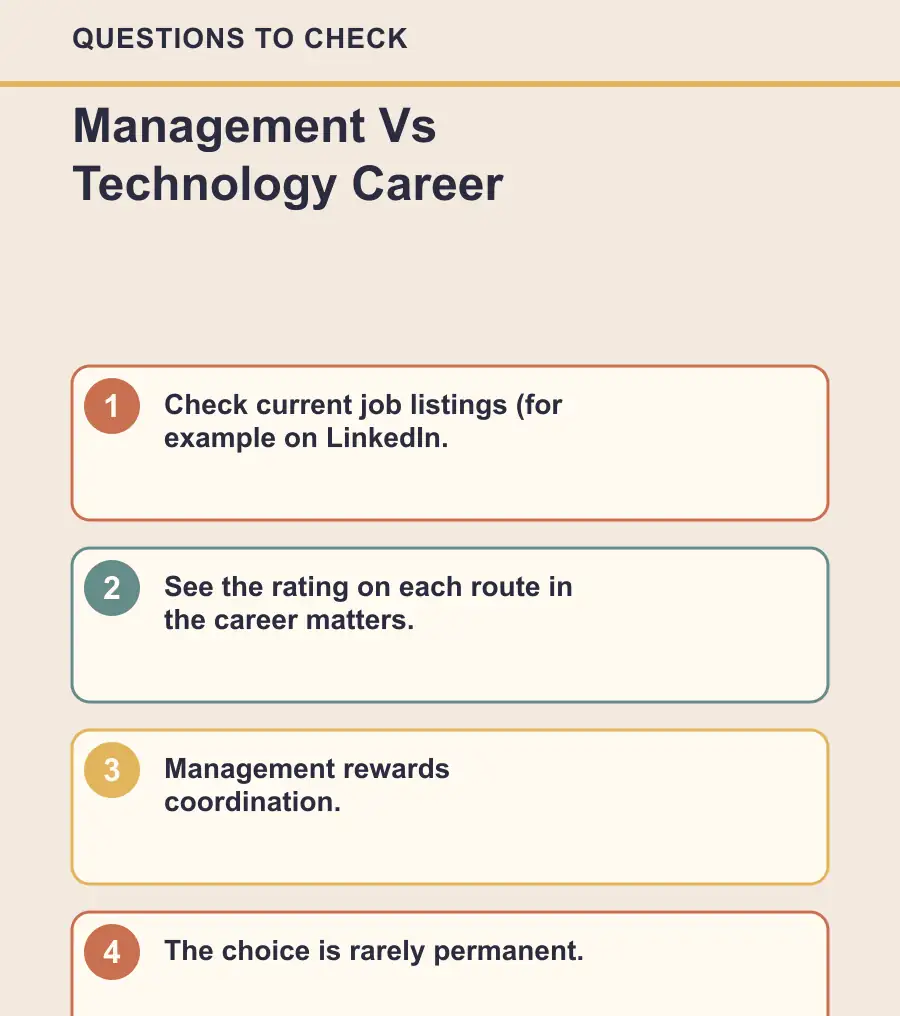 QUESTIONS TO CHECK
Management Vs
Technology Career
1
Check current job listings (for
example on LinkedIn.
2
See the rating on each route in
the career matters.
3
Management rewards
coordination.
4
The choice is rarely permanent.